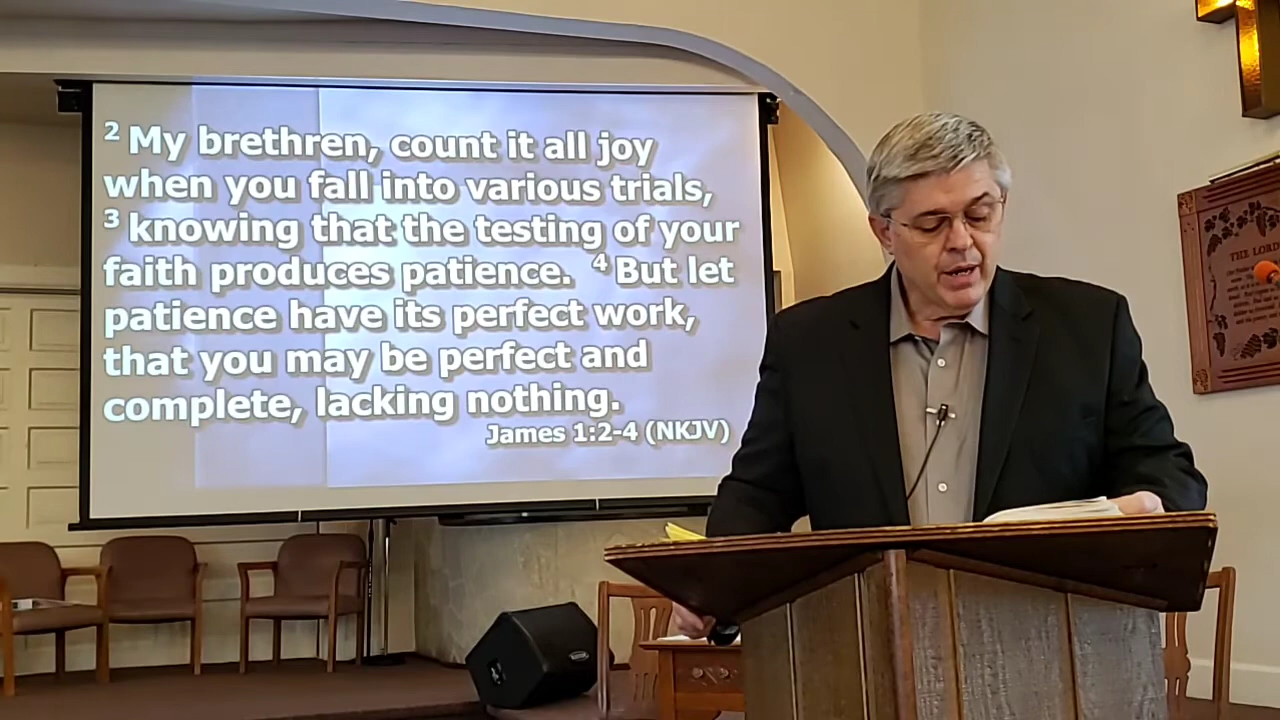 2 My brethren, count it all joy
when you fall into various trials,
3 knowing that the testing of your
faith produces patience. 4 But let
patience have its perfect work,
that you may be perfect and
complete, lacking nothing.
James 1:2-4 (NKJV)
THE LORD